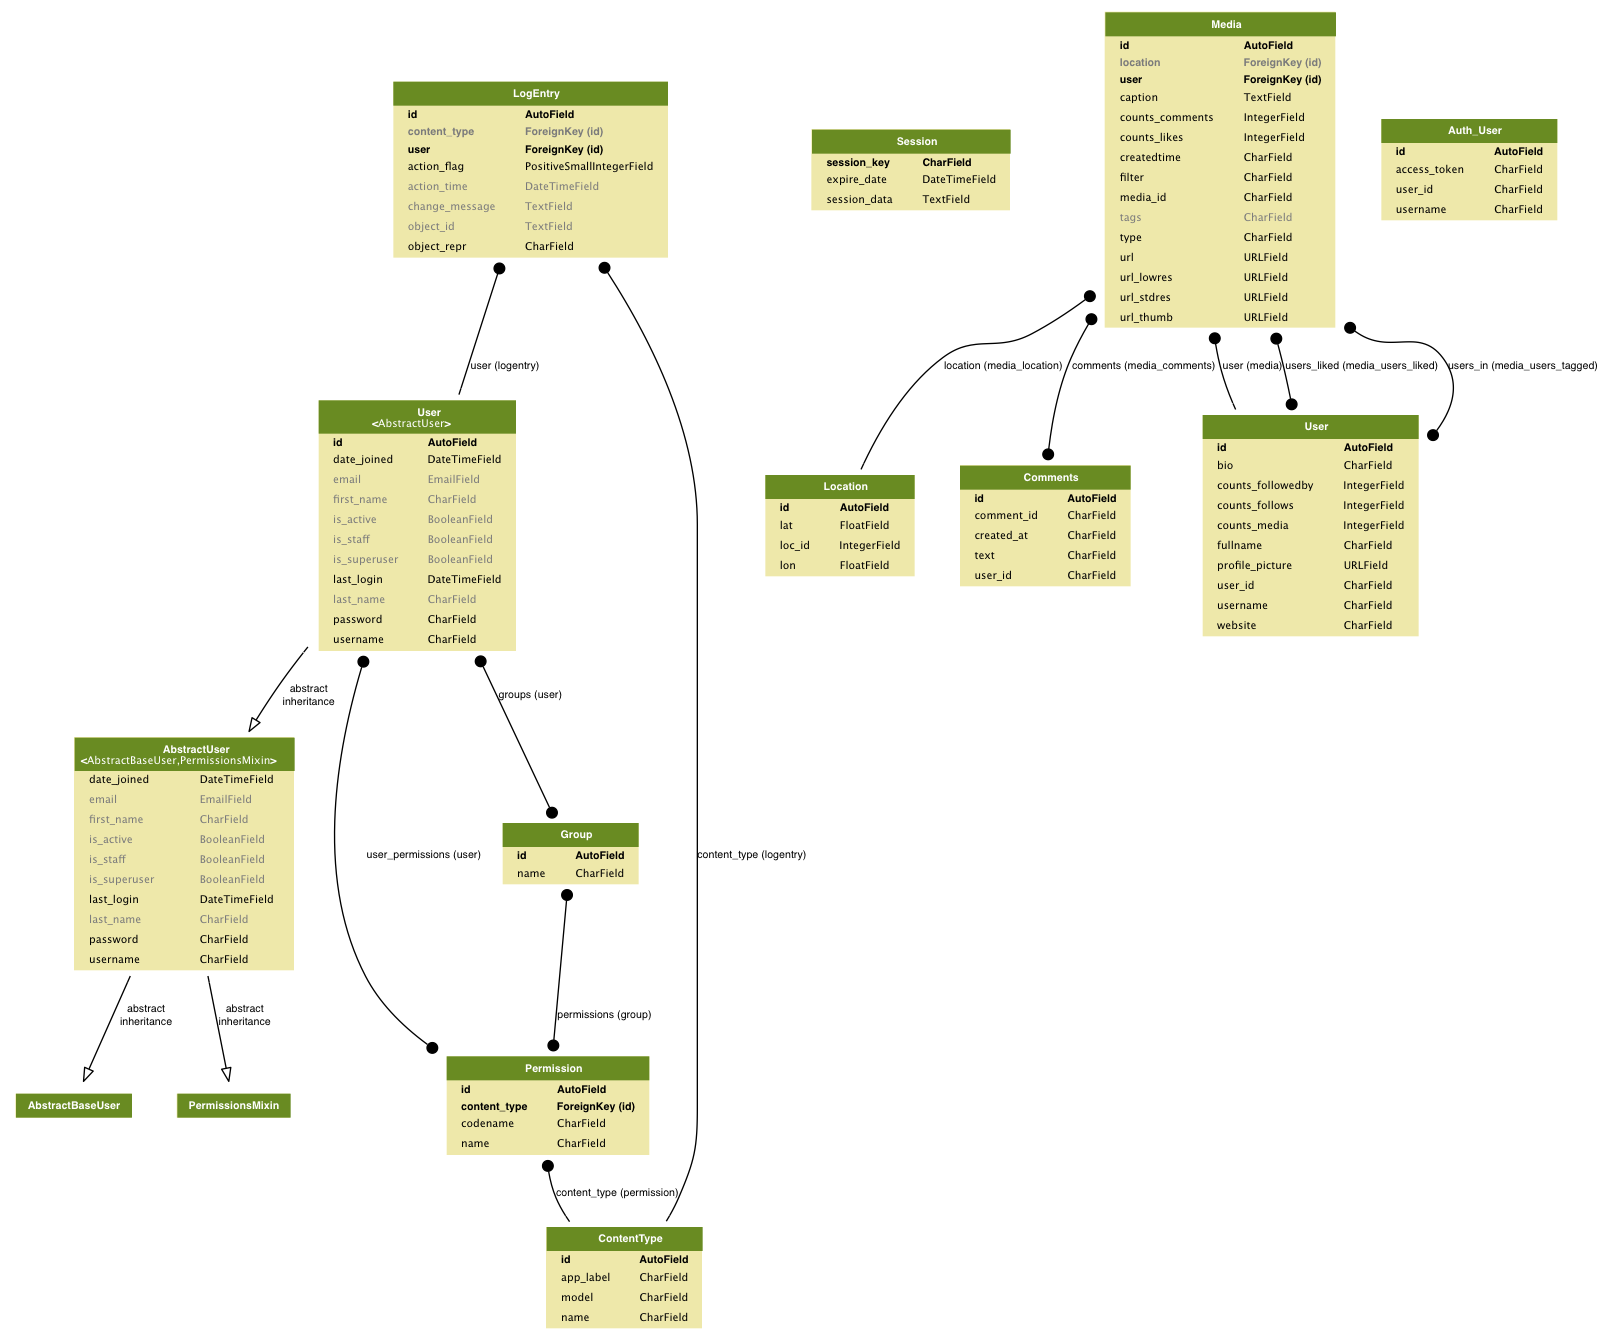 Media
id AutoField
location ForeignKey (id)
user ForeignKey (id)
caption TextField
counts_comments IntegerField
counts_likes IntegerField
createdtime CharField
filter CharField
media_id CharField
tags CharField
type CharField
url URLField
url_lowres URLField
url_stdres URLField
url_thumb URLField
LogEntry
id AutoField
content_type ForeignKey (id)
user ForeignKey (id)
action_flag PositiveSmallIntegerField
action_time DateTimeField
change_message TextField
object_id TextField
object_repr CharField
Session
session_key CharField
expire_date DateTimeField
session_data TextField
Auth_User
id AutoField
access_token CharField
user_id CharField
username CharField
user (logentry)
location (media_location)
comments (media_comments)
user (media)
users_liked (media_users_liked)
users_in (media_users_tagged)
User
<AbstractUser>
id AutoField
date_joined DateTimeField
email EmailField
first_name CharField
is_active BooleanField
is_staff BooleanField
is_superuser BooleanField
last_login DateTimeField
last_name CharField
password CharField
username CharField
Location
id AutoField
lat FloatField
loc_id IntegerField
lon FloatField
Comments
id AutoField
comment_id CharField
created_at CharField
text CharField
user_id CharField
User
id AutoField
bio CharField
counts_followedby IntegerField
counts_follows IntegerField
counts_media IntegerField
fullname CharField
profile_picture URLField
user_id CharField
username CharField
website CharField
abstract
inheritance
groups (user)
AbstractUser
<AbstractBaseUser,PermissionsMixin>
date_joined DateTimeField
email EmailField
first_name CharField
is_active BooleanField
is_staff BooleanField
is_superuser BooleanField
last_login DateTimeField
last_name CharField
password CharField
username CharField
user_permissions (user)
Group
id AutoField
name CharField
content_type (logentry)
abstract
inheritance
abstract
inheritance
permissions (group)
AbstractBaseUser
PermissionsMixin
Permission
id AutoField
content_type ForeignKey (id)
codename CharField
name CharField
content_type (permission)
ContentType
id AutoField
app_label CharField
model CharField
name CharField